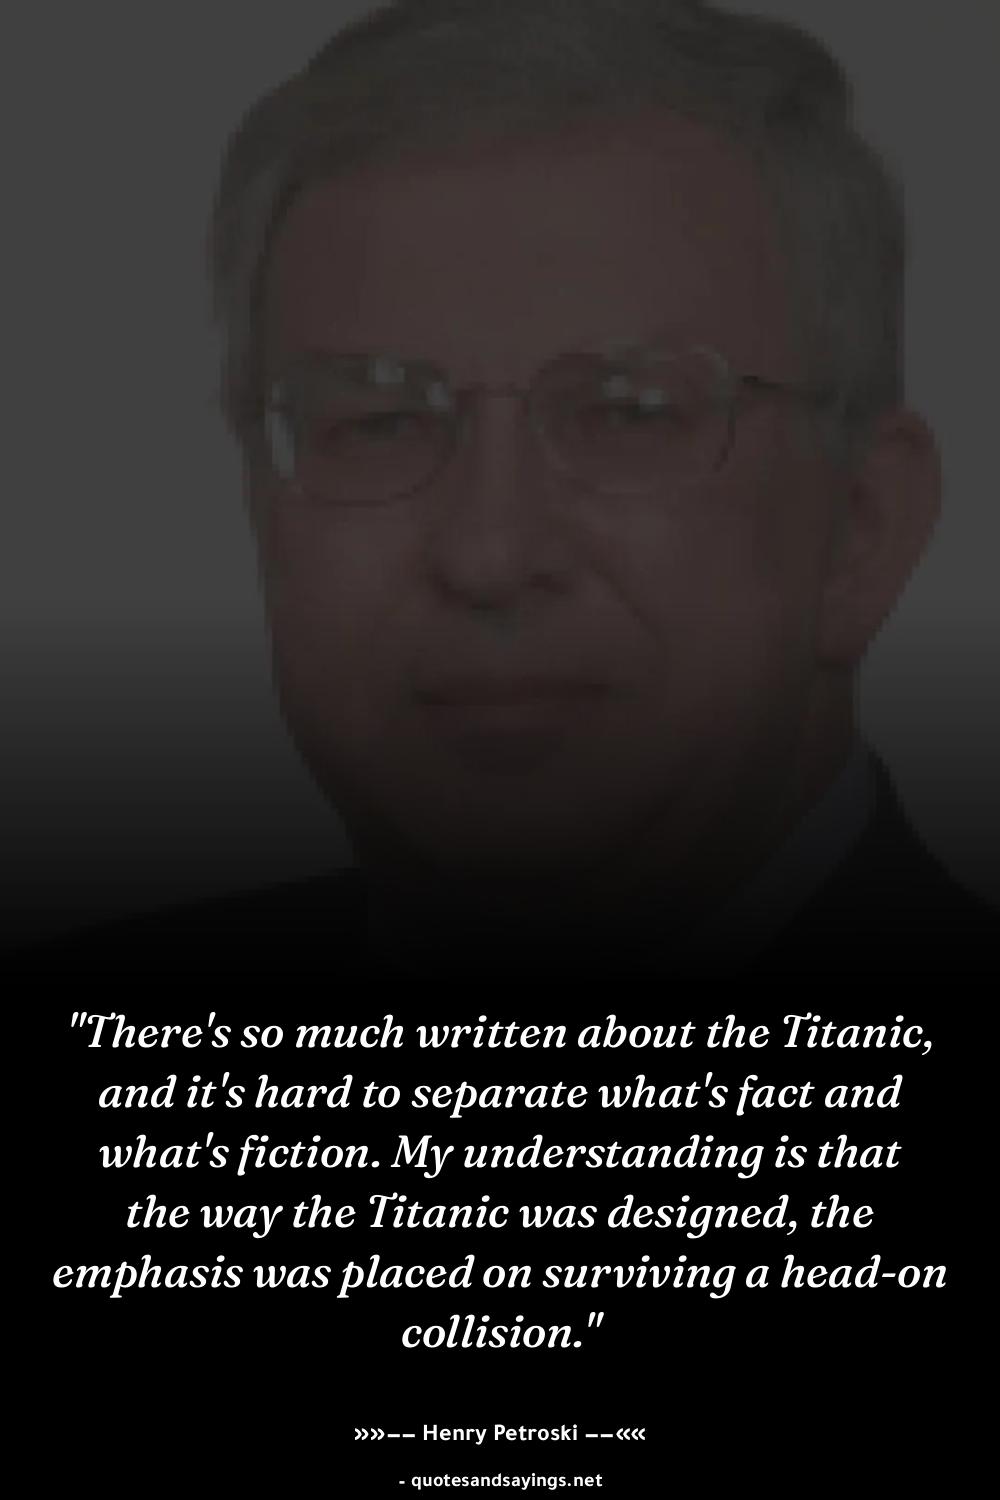 "There's so much written about the Titanic,
and it's hard to separate what's fact and
what's fiction. My understanding is that
the way the Titanic was designed, the
emphasis was placed on surviving a head-on
collision."
»»−− Henry Petroski −−««
- quotesandsayings.net